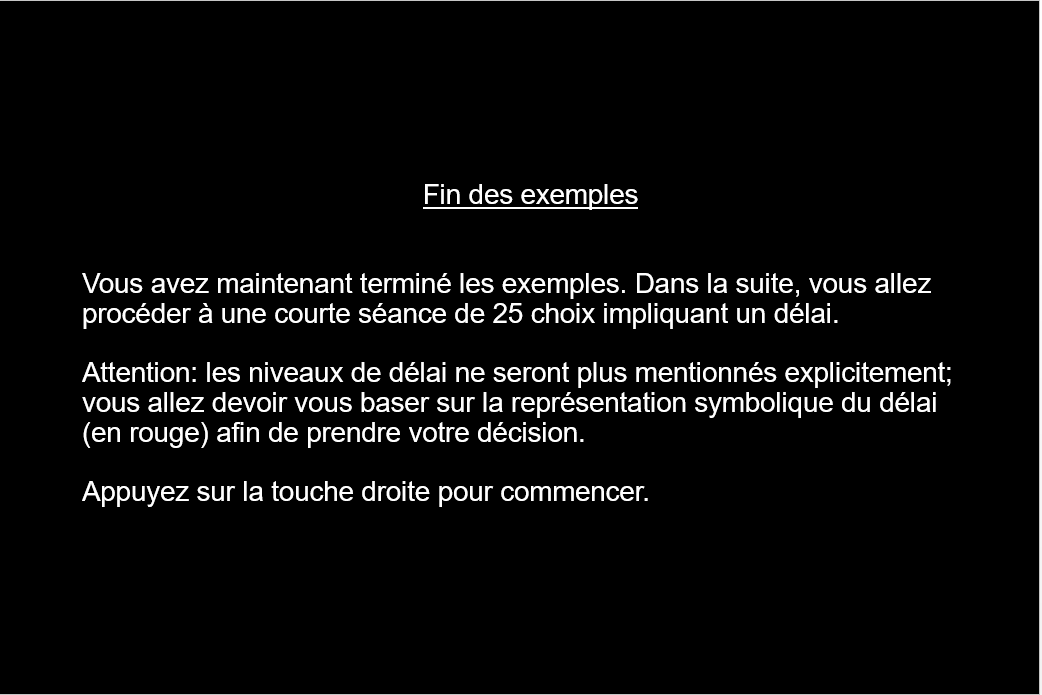 Fin des exemples
Vous avez maintenant terminé les exemples. Dans la suite, vous allez
procéder à une courte séance de 25 choix impliquant un délai.
Attention: les niveaux de délai ne seront plus mentionnés explicitement;
vous allez devoir vous baser sur la représentation symbolique du délai
(en rouge) afin de prendre votre décision.
Appuyez sur la touche droite pour commencer.